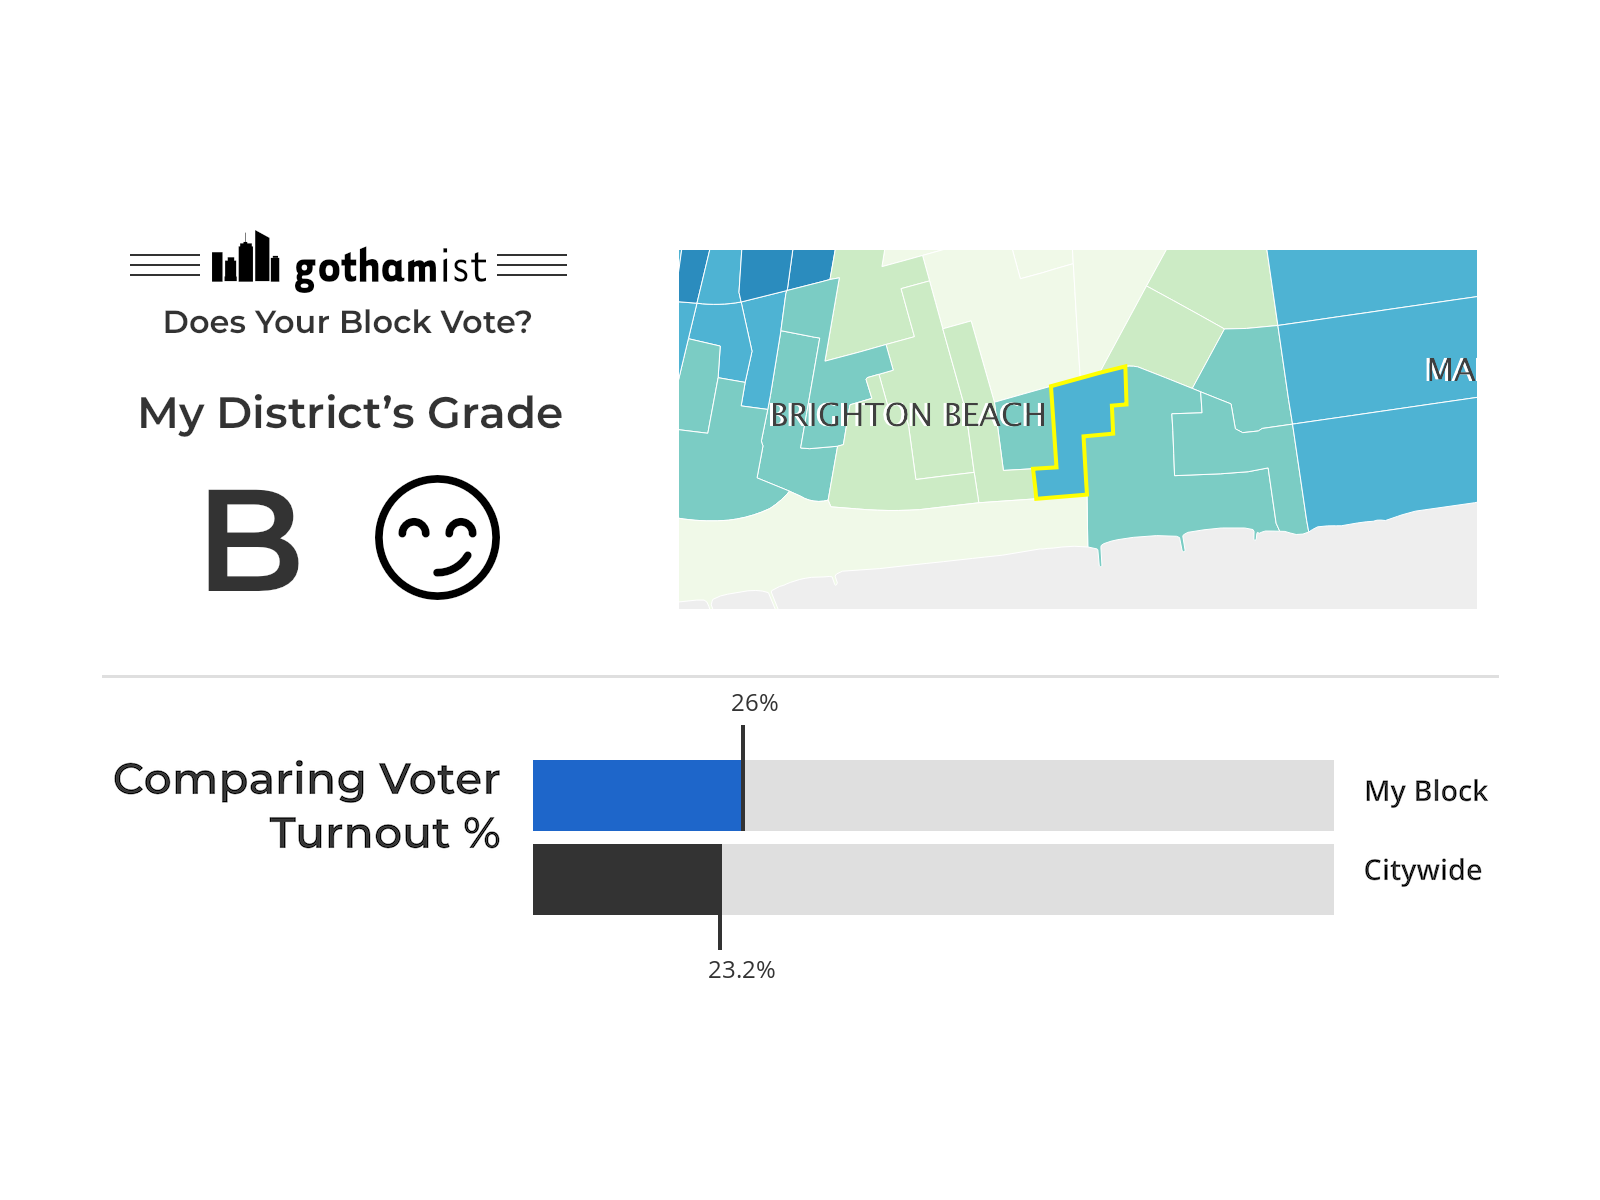 gothamist
Does Your Block Vote?
My District’s Grade
B
BRIGHTON BEACH
MA
26%
Comparing Voter
Turnout %
My Block
Citywide
23.2%